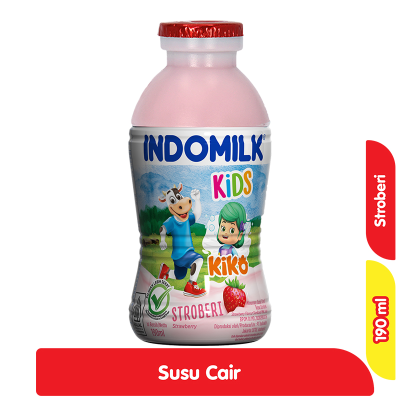 INDOMILK
KiDS
KiKO
STROBERI
Strawberry
Stroberi
190 ml
Susu Cair